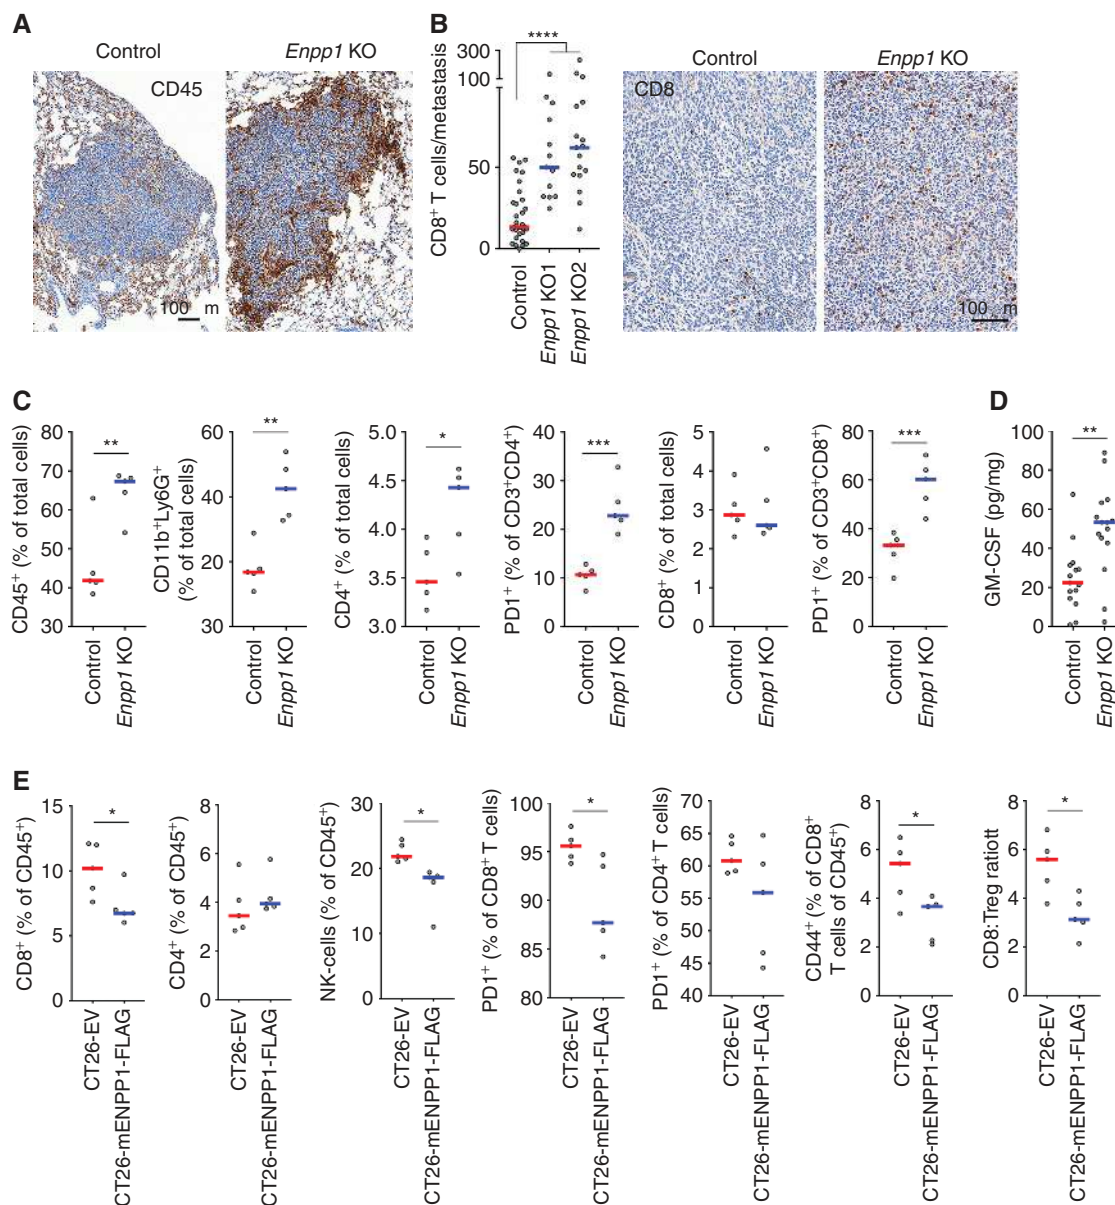 A
Control
Enpp1 KO
CD45
100 m
B
CD8+ T cells/metastasis
300
100
50
0
****
Control
Enpp1 KO1
Enpp1 KO2
Control
Enpp1 KO
CD8
100 m
C
CD45+ (% of total cells)
80
70
60
50
40
30
**
Control
Enpp1 KO
CD11b+Ly6G+
(% of total cells)
60
40
20
30
**
Control
Enpp1 KO
CD4+ (% of total cells)
5.0
4.5
4.0
3.5
3.0
*
Control
Enpp1 KO
PD1+ (% of CD3+CD4+)
40
30
20
10
0
***
Control
Enpp1 KO
CD8+ (% of total cells)
5
4
3
2
1
0
Control
Enpp1 KO
PD1+ (% of CD3+CD8+)
80
60
40
20
0
***
Control
Enpp1 KO
D
GM-CSF (pg/mg)
100
80
60
40
20
0
**
Control
Enpp1 KO
E
CD8+ (% of CD45+)
15
10
5
0
*
CT26-EV
CT26-mENPP1-FLAG
CD4+ (% of CD45+)
8
6
4
2
0
CT26-EV
CT26-mENPP1-FLAG
NK-cells (% of CD45+)
30
20
10
0
*
CT26-EV
CT26-mENPP1-FLAG
PD1+ (% of CD8+ T cells)
100
95
90
85
80
*
CT26-EV
CT26-mENPP1-FLAG
PD1+ (% of CD4+ T cells)
70
65
60
55
50
45
40
CT26-EV
CT26-mENPP1-FLAG
CD44+ (% of CD8+
T cells of CD45+)
8
6
4
2
0
*
CT26-EV
CT26-mENPP1-FLAG
CD8:Treg ratiott
8
6
4
2
0
*
CT26-EV
CT26-mENPP1-FLAG